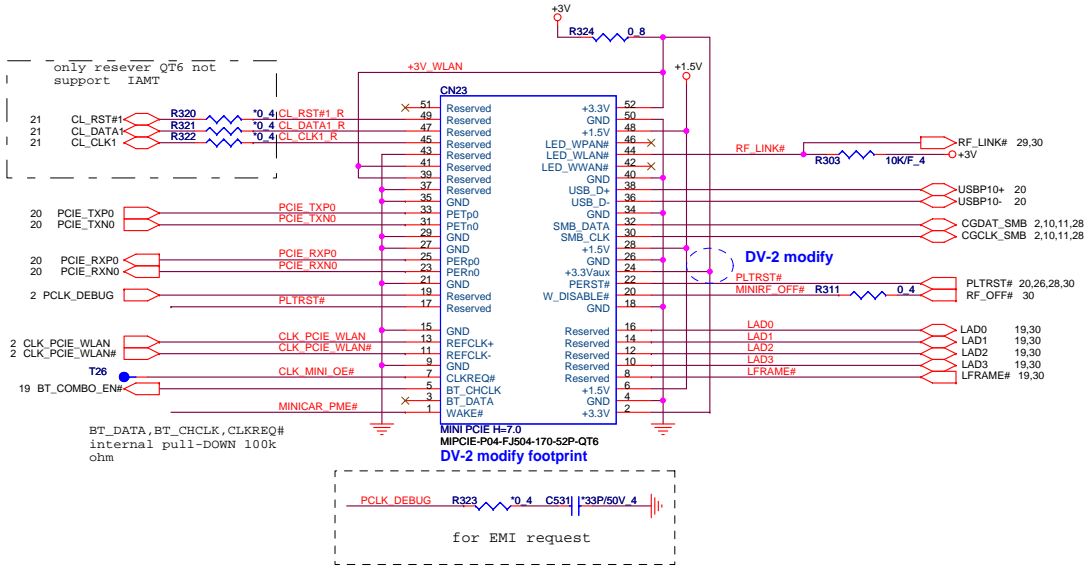 +3V
R324 0_8
+1.5V
only resever QT6 not
support IAMT
+3V_WLAN
CN23
21 CL_RST#1 R320 *0_4 CL_RST#1_R
21 CL_DATA1 R321 *0_4 CL_DATA1_R
21 CL_CLK1 R322 *0_4 CL_CLK1_R
51 Reserved +3.3V 52
49 Reserved GND 50
47 Reserved +1.5V 48
45 Reserved LED_WPAN# 46
43 Reserved LED_WLAN# 44
41 Reserved LED_WWAN# 42
39 Reserved GND 40
37 Reserved USB_D+ 38
35 GND USB_D- 36
33 PETp0 GND 34
31 PETn0 SMB_DATA 32
29 GND SMB_CLK 30
27 GND +1.5V 28
25 PERp0 GND 26
23 PERn0 +3.3Vaux 24
21 GND PERST# 22
19 Reserved W_DISABLE# 20
17 Reserved GND 18
15 GND Reserved 16
13 REFCLK+ Reserved 14
11 REFCLK- Reserved 12
9 GND Reserved 10
7 CLKREQ# Reserved 8
5 BT_CHCLK +1.5V 6
3 BT_DATA GND 4
1 WAKE# +3.3V 2
RF_LINK# RF_LINK# 29,30
R303 10K/F_4 +3V
USBP10+ 20
USBP10- 20
CGDAT_SMB 2,10,11,28
CGCLK_SMB 2,10,11,28
DV-2 modify
PLTRST# PLTRST# 20,26,28,30
MINIRF_OFF# R311 0_4 RF_OFF# 30
LAD0 LAD0 19,30
LAD1 LAD1 19,30
LAD2 LAD2 19,30
LAD3 LAD3 19,30
LFRAME# LFRAME# 19,30
20 PCIE_TXP0 PCIE_TXP0
20 PCIE_TXN0 PCIE_TXN0
20 PCIE_RXP0 PCIE_RXP0
20 PCIE_RXN0 PCIE_RXN0
2 PCLK_DEBUG
PLTRST#
2 CLK_PCIE_WLAN CLK_PCIE_WLAN
2 CLK_PCIE_WLAN# CLK_PCIE_WLAN#
T26 CLK_MINI_OE#
19 BT_COMBO_EN#
MINICAR_PME#
BT_DATA,BT_CHCLK,CLKREQ#
internal pull-DOWN 100k
ohm
MINI PCIE H=7.0
MIPCIE-P04-FJ504-170-52P-QT6
DV-2 modify footprint
PCLK_DEBUG R323 *0_4 C531 *33P/50V_4
for EMI request